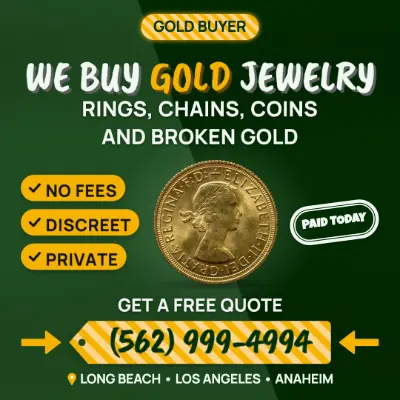 GOLD BUYER
WE BUY GOLD JEWELRY
RINGS, CHAINS, COINS
AND BROKEN GOLD
NO FEES
DISCREET
PRIVATE
ELIZABETH·II·DEI·GRATIA·REGINA·F:D:
PAID TODAY
GET A FREE QUOTE
(562) 999-4994
LONG BEACH • LOS ANGELES • ANAHEIM